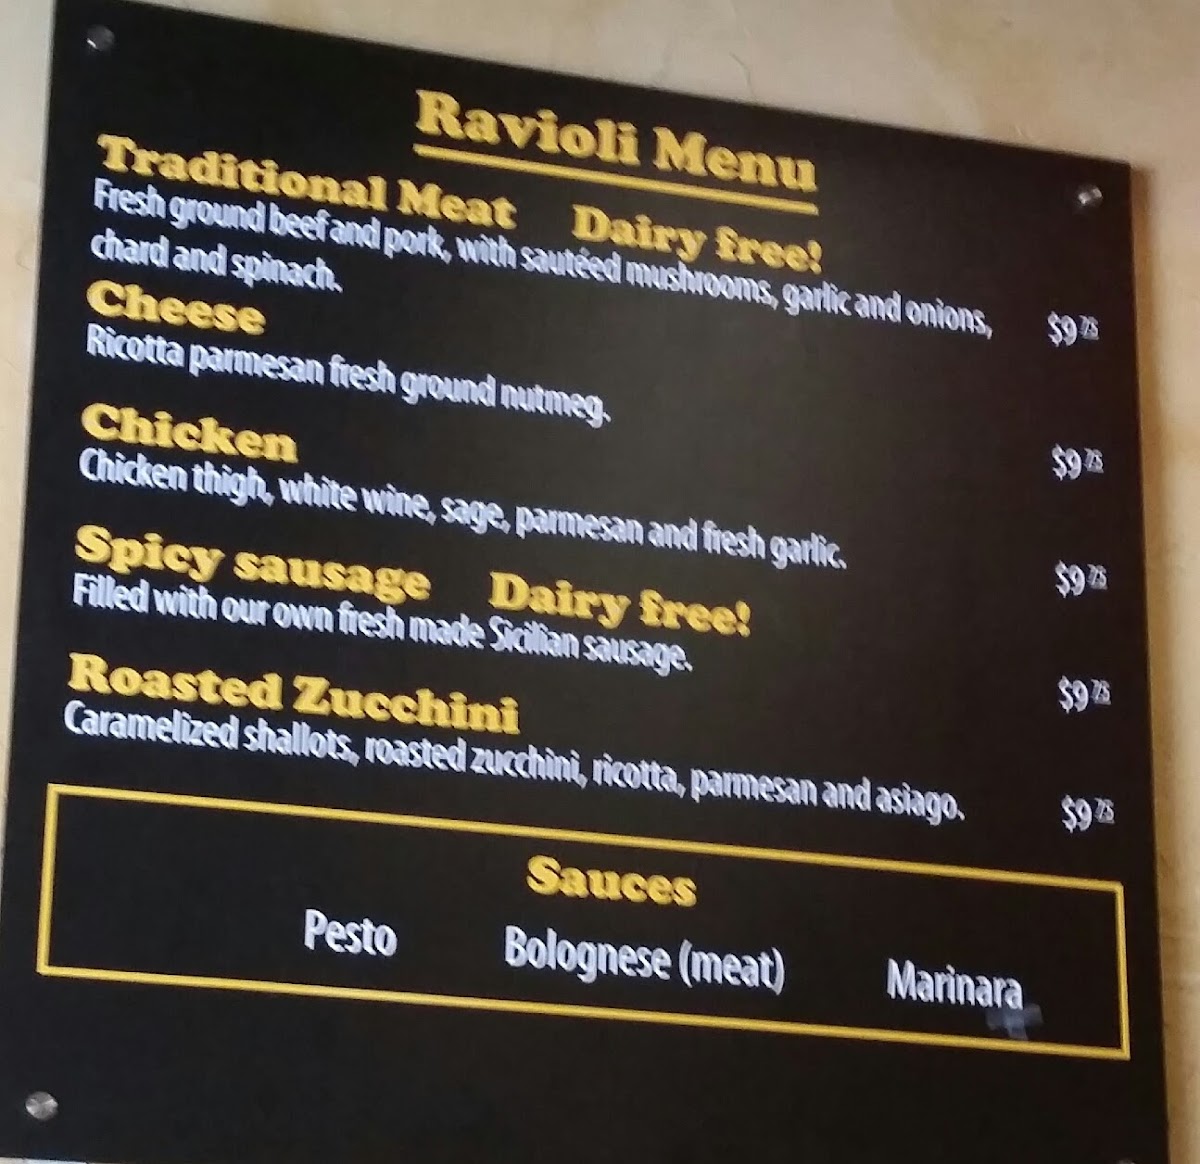 Ravioli Menu
Traditional Meat Dairy free!
Fresh ground beef and pork, with sautéed mushrooms, garlic and onions,
chard and spinach. $9 75
Cheese
Ricotta parmesan fresh ground nutmeg. $9 75
Chicken
Chicken thigh, white wine, sage, parmesan and fresh garlic. $9 75
Spicy sausage Dairy free!
Filled with our own fresh made Sicilian sausage. $9 75
Roasted Zucchini
Caramelized shallots, roasted zucchini, ricotta, parmesan and asiago. $9 75
Sauces
Pesto Bolognese (meat) Marinara